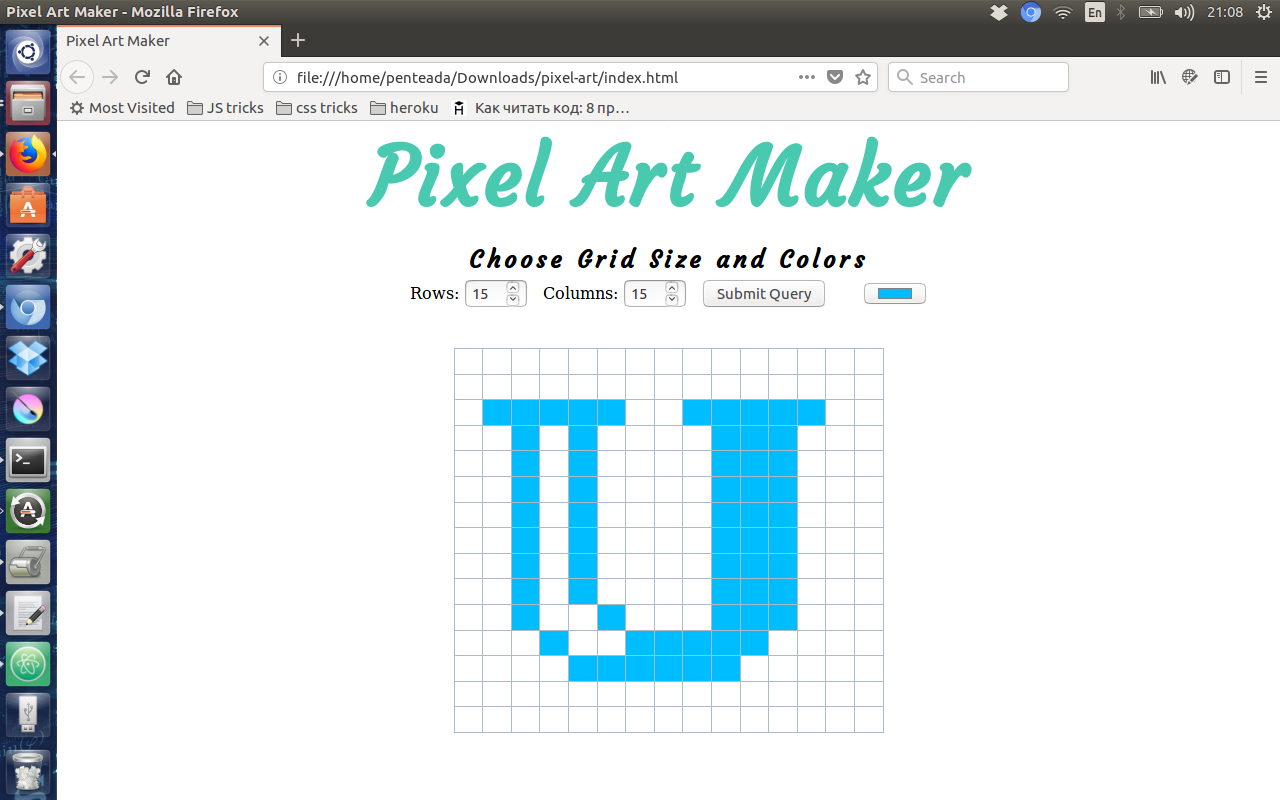 Pixel Art Maker - Mozilla Firefox
En
21:08
Pixel Art Maker
file:///home/penteada/Downloads/pixel-art/index.html
Search
Most Visited
JS tricks
css tricks
heroku
Как читать код: 8 пр…
Pixel Art Maker
Choose Grid Size and Colors
Rows: 15 Columns: 15 Submit Query